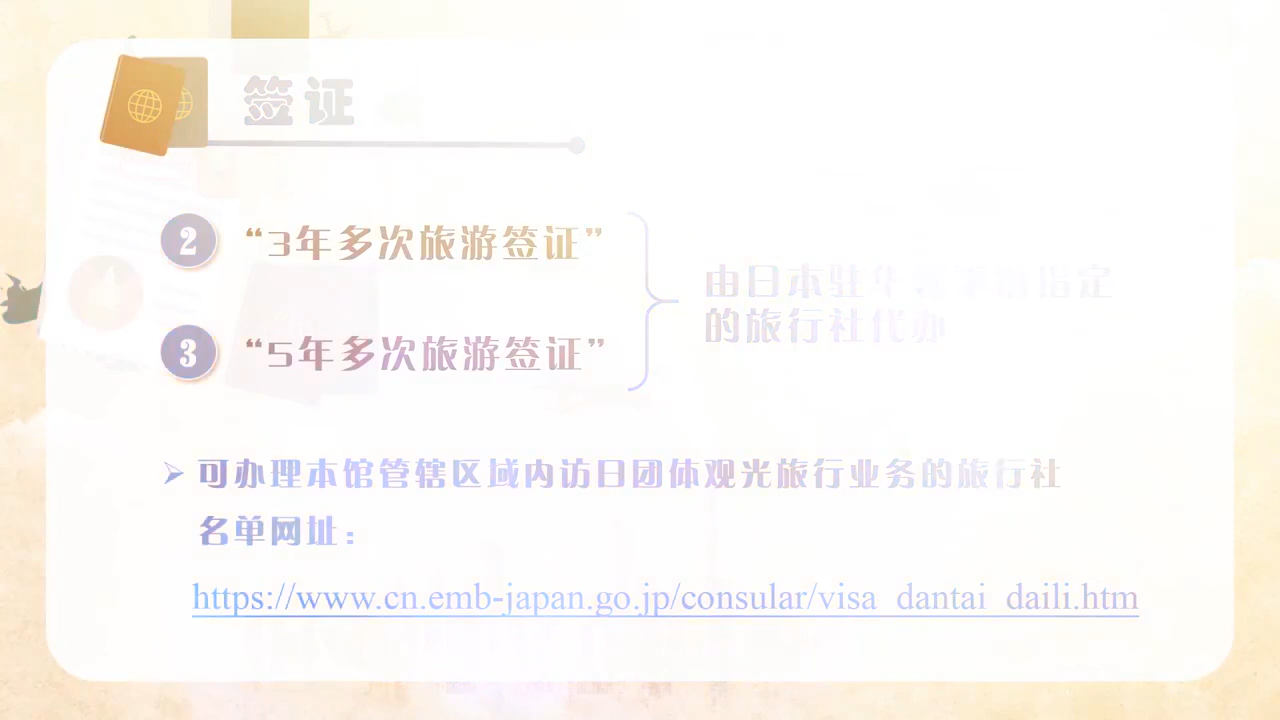 签证
2 “3年多次旅游签证”
3 “5年多次旅游签证”
由日本驻华 指定
的旅行社代办
➢ 可办理本馆管辖区域内访日团体观光旅行业务的旅行社
名单网址：
https://www.cn.emb-japan.go.jp/consular/visa_dantai_daili.htm